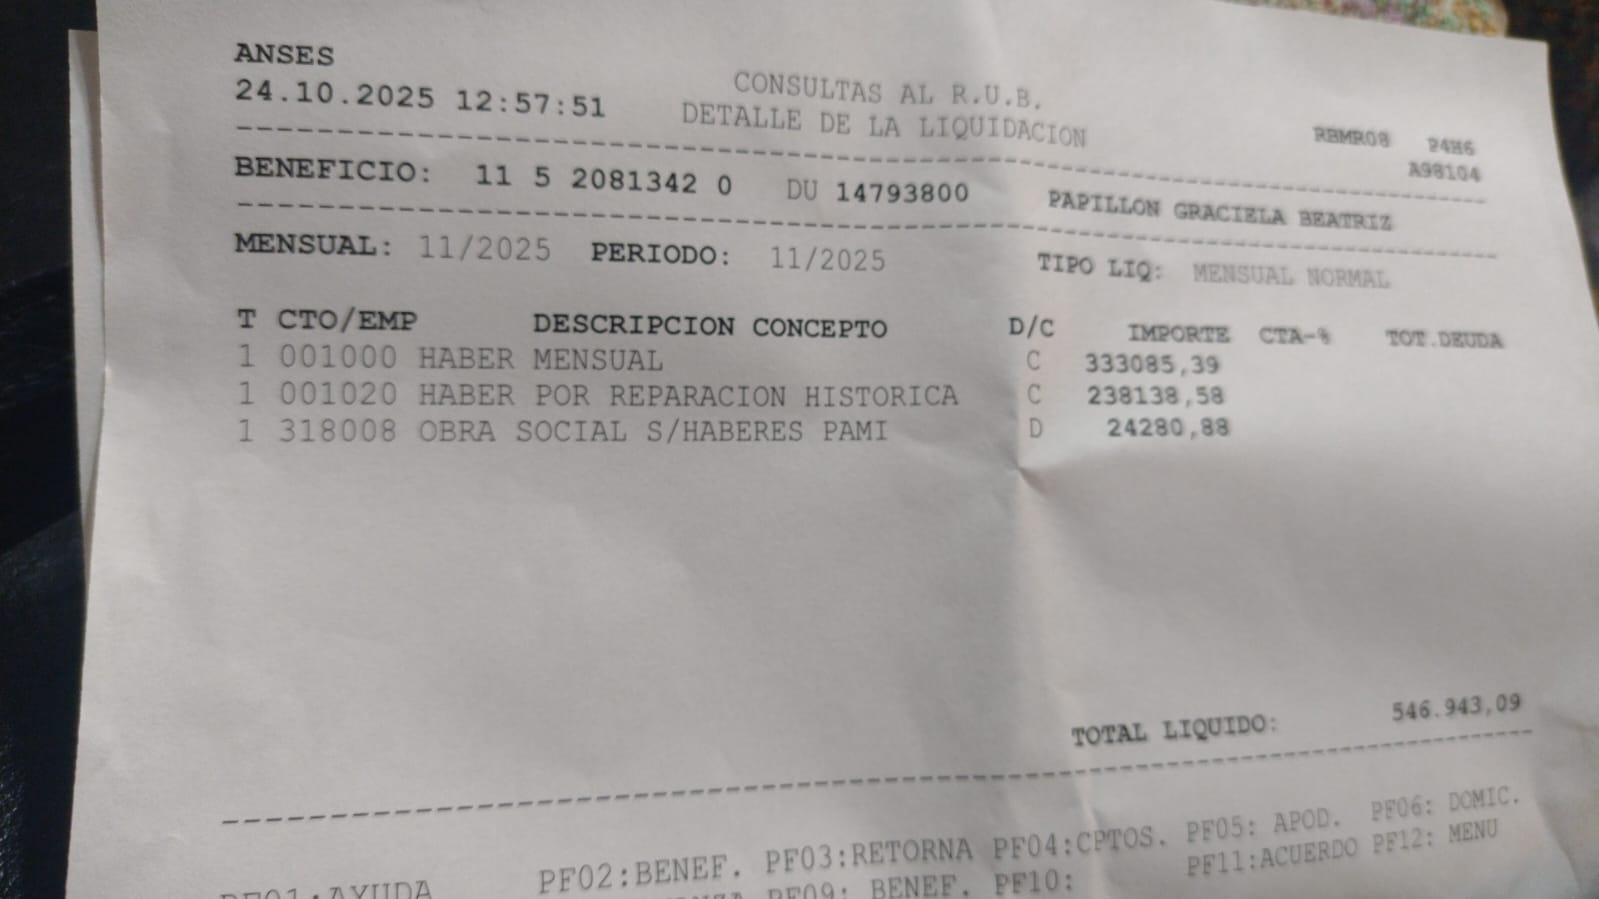 ANSES
24.10.2025 12:57:51
CONSULTAS AL R.U.B.
DETALLE DE LA LIQUIDACION
RBMR08 P4H6
A98104
BENEFICIO: 11 5 2081342 0 DU 14793800 PAPILLON GRACIELA BEATRIZ
MENSUAL: 11/2025 PERIODO: 11/2025 TIPO LIQ: MENSUAL NORMAL
T CTO/EMP DESCRIPCION CONCEPTO D/C IMPORTE CTA-% TOT.DEUDA
1 001000 HABER MENSUAL C 333085,39
1 001020 HABER POR REPARACION HISTORICA C 238138,58
1 318008 OBRA SOCIAL S/HABERES PAMI D 24280,88
TOTAL LIQUIDO: 546.943,09
PF01:AYUDA PF02:BENEF. PF03:RETORNA PF04:CPTOS. PF05: APOD. PF06: DOMIC.
PF09: BENEF. PF10: PF11:ACUERDO PF12: MENU